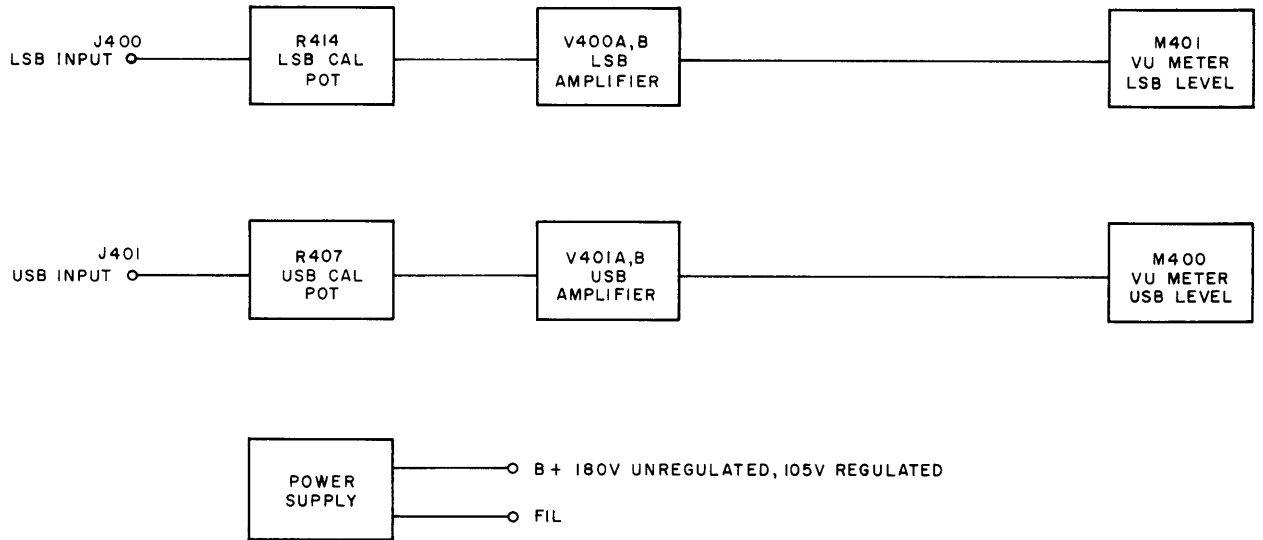 J400
LSB INPUT
R414
LSB CAL
POT
V400A,B
LSB
AMPLIFIER
M401
VU METER
LSB LEVEL
J401
USB INPUT
R407
USB CAL
POT
V401A,B
USB
AMPLIFIER
M400
VU METER
USB LEVEL
POWER
SUPPLY
B+ 180V UNREGULATED, 105V REGULATED
FIL